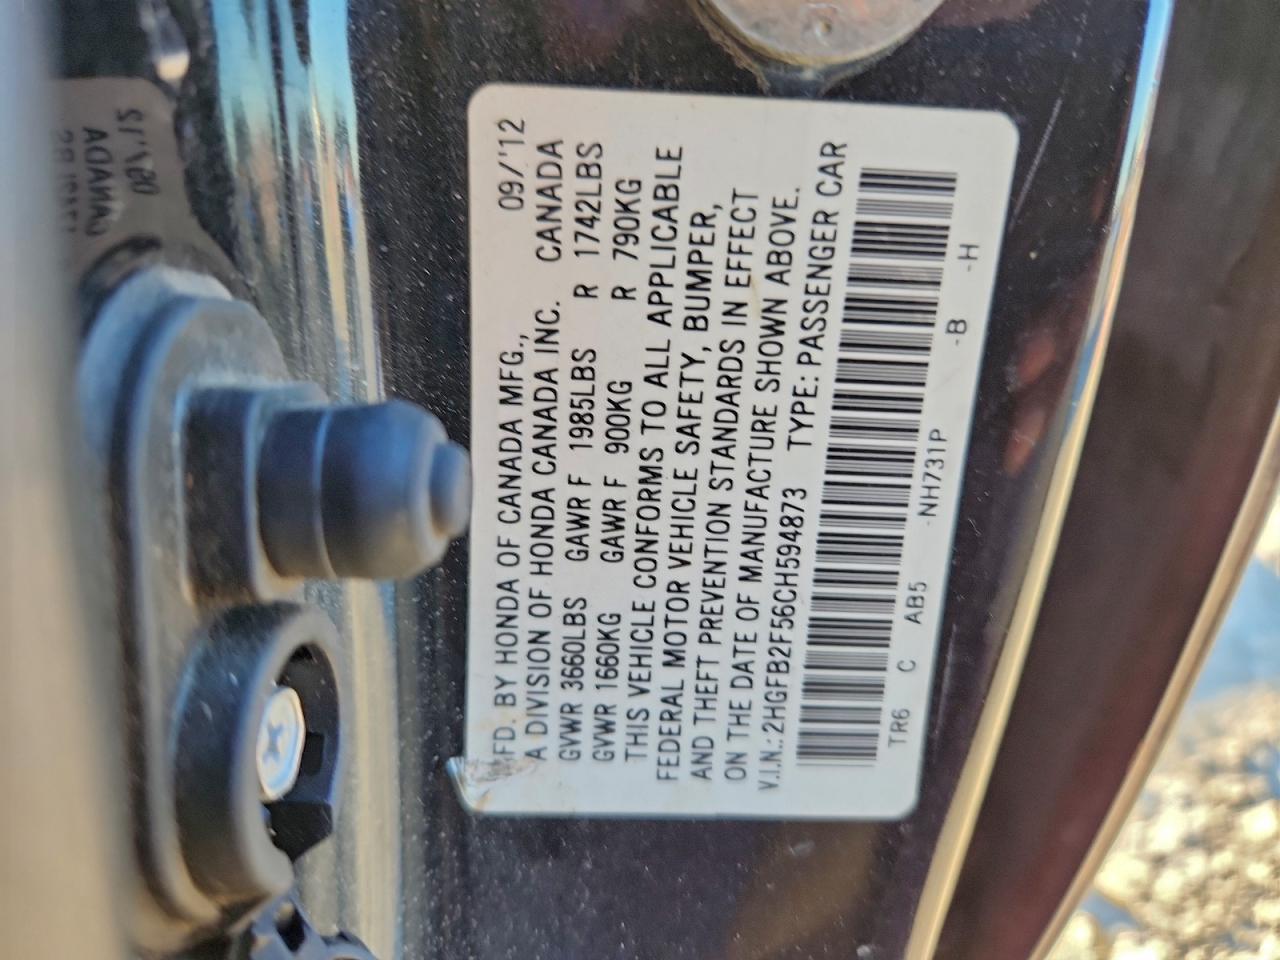 FD. BY HONDA OF CANADA MFG., 09/'12
A DIVISION OF HONDA CANADA INC. CANADA
GVWR 3660LBS GAWR F 1985LBS R 1742LBS
GVWR 1660KG GAWR F 900KG R 790KG
THIS VEHICLE CONFORMS TO ALL APPLICABLE
FEDERAL MOTOR VEHICLE SAFETY, BUMPER,
AND THEFT PREVENTION STANDARDS IN EFFECT
ON THE DATE OF MANUFACTURE SHOWN ABOVE.
V.I.N.: 2HGFB2F56CH594873 TYPE: PASSENGER CAR
TR6 C AB5 -NH731P -B -H